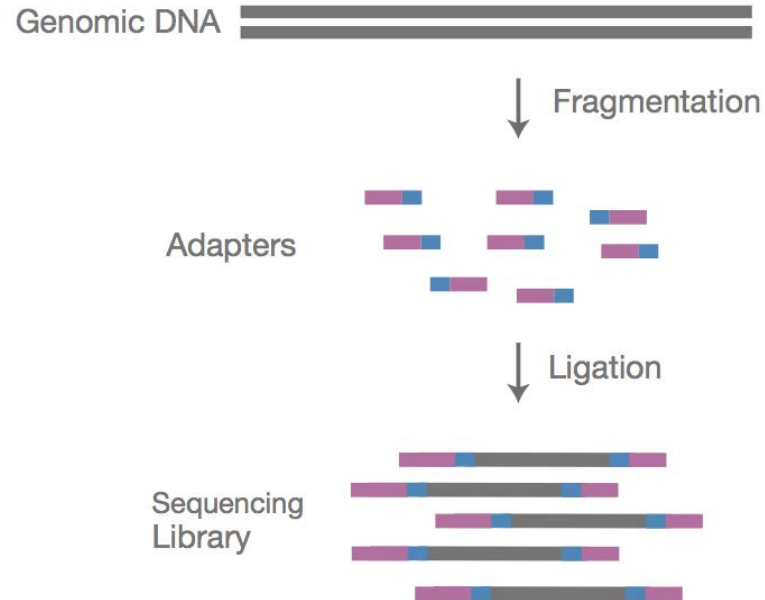 Genomic DNA
Fragmentation
Adapters
Ligation
Sequencing
Library